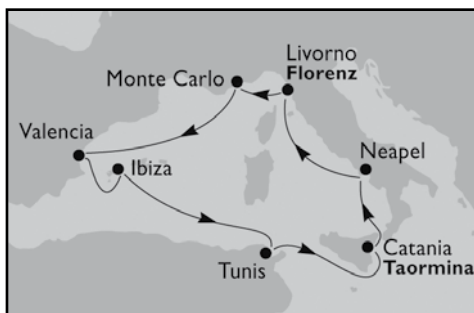 Livorno
Florenz
Monte Carlo
Valencia
Ibiza
Neapel
Tunis
Catania
Taormina